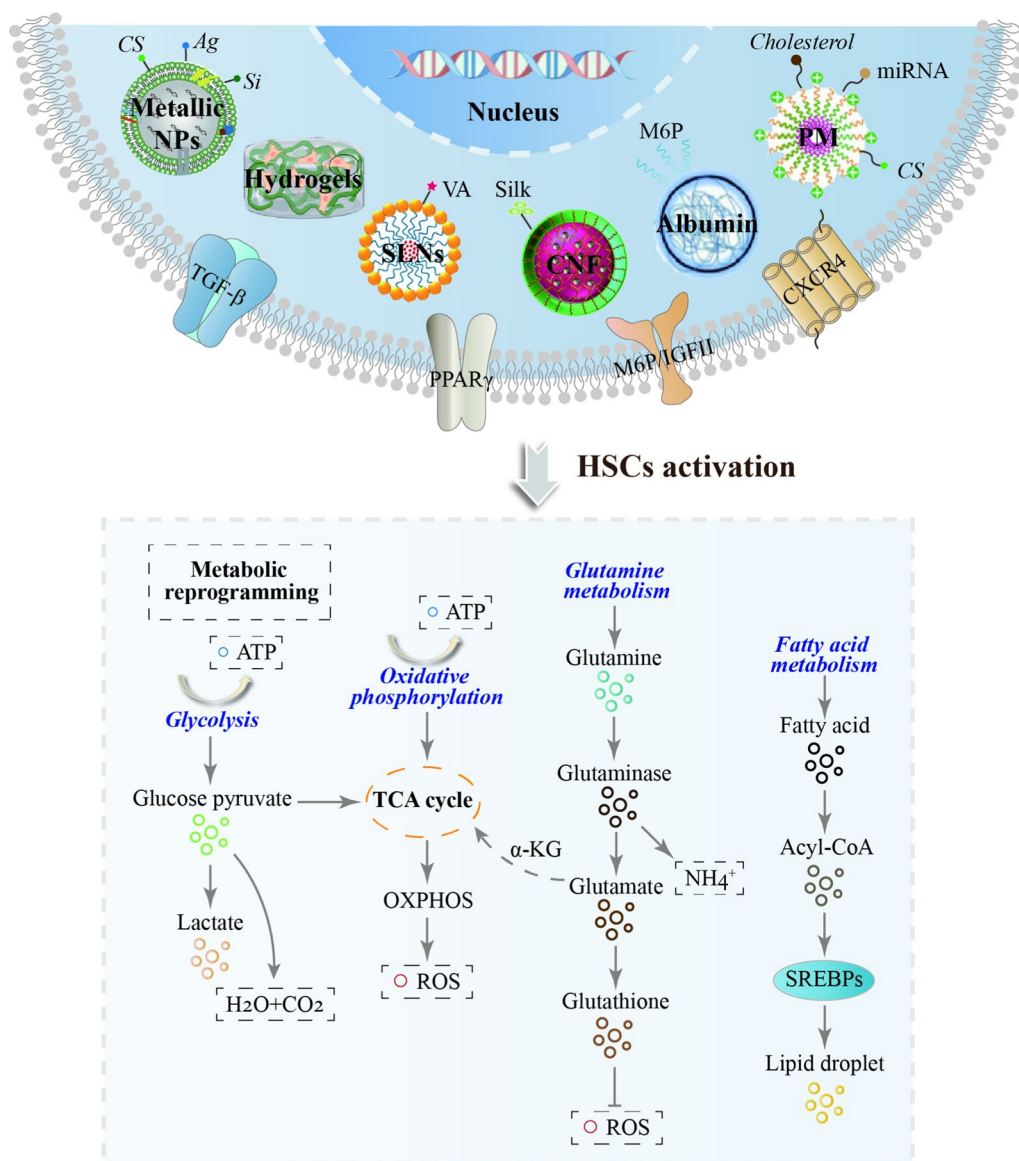 CS
Ag
Si
Metallic
NPs
Hydrogels
Nucleus
Cholesterol
miRNA
PM
CS
M6P
Albumin
VA
SLNs
Silk
CNF
TGF-β
PPARγ
M6P/IGFII
CXCR4
HSCs activation
Metabolic
reprogramming
ATP
Glycolysis
Glucose pyruvate
Lactate
H2O+CO2
ATP
Oxidative
phosphorylation
TCA cycle
OXPHOS
ROS
Glutamine
metabolism
Glutamine
Glutaminase
α-KG
NH4⁺
Glutamate
Glutathione
ROS
Fatty acid
metabolism
Fatty acid
Acyl-CoA
SREBPs
Lipid droplet